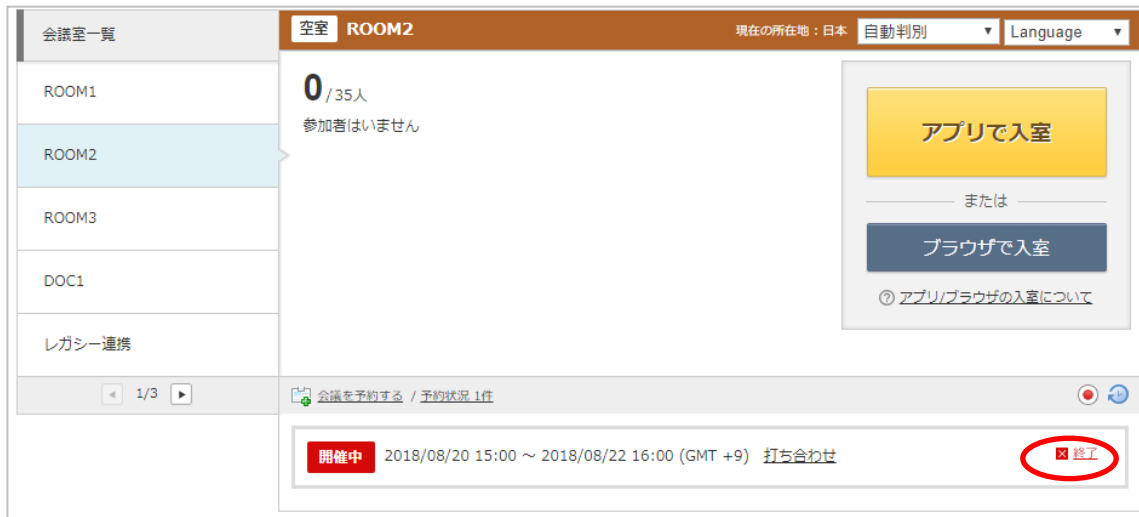 会議室一覧
ROOM1
ROOM2
ROOM3
DOC1
レガシー連携
1/3
空室 ROOM2 現在の所在地：日本 自動判別 Language
0/35人
参加者はいません
アプリで入室
または
ブラウザで入室
アプリ/ブラウザの入室について
会議を予約する / 予約状況 1件
開催中 2018/08/20 15:00 ～ 2018/08/22 16:00 (GMT +9) 打ち合わせ 終了